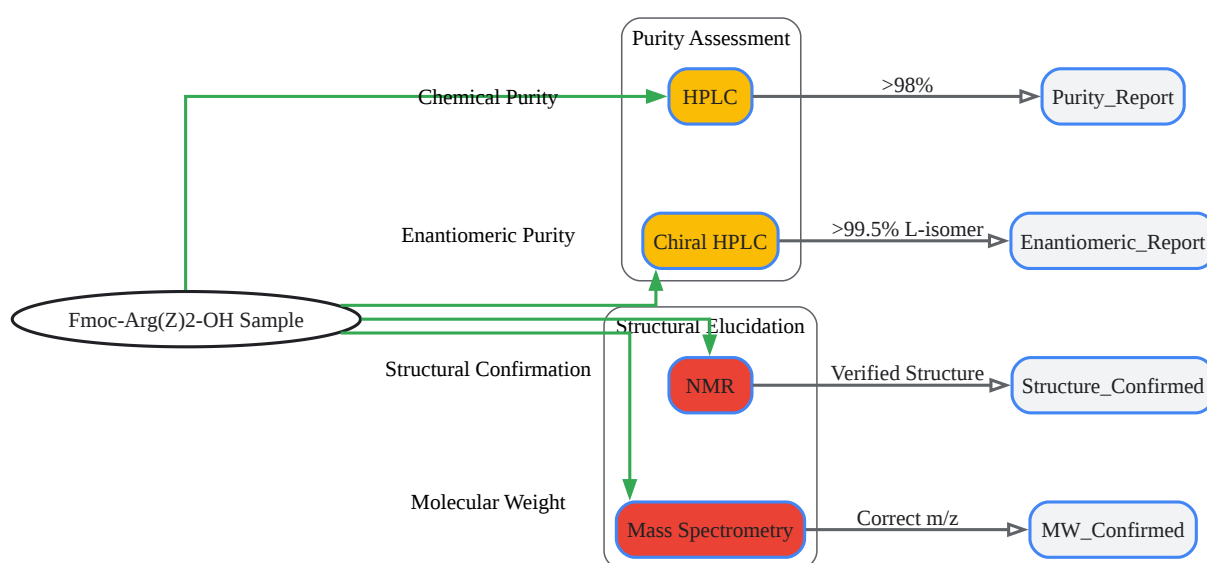 Purity Assessment
Chemical Purity
HPLC
>98%
Purity_Report
Enantiomeric Purity
Chiral HPLC
>99.5% L-isomer
Enantiomeric_Report
Fmoc-Arg(Z)2-OH Sample
Structural Elucidation
Structural Confirmation
NMR
Verified Structure
Structure_Confirmed
Molecular Weight
Mass Spectrometry
Correct m/z
MW_Confirmed